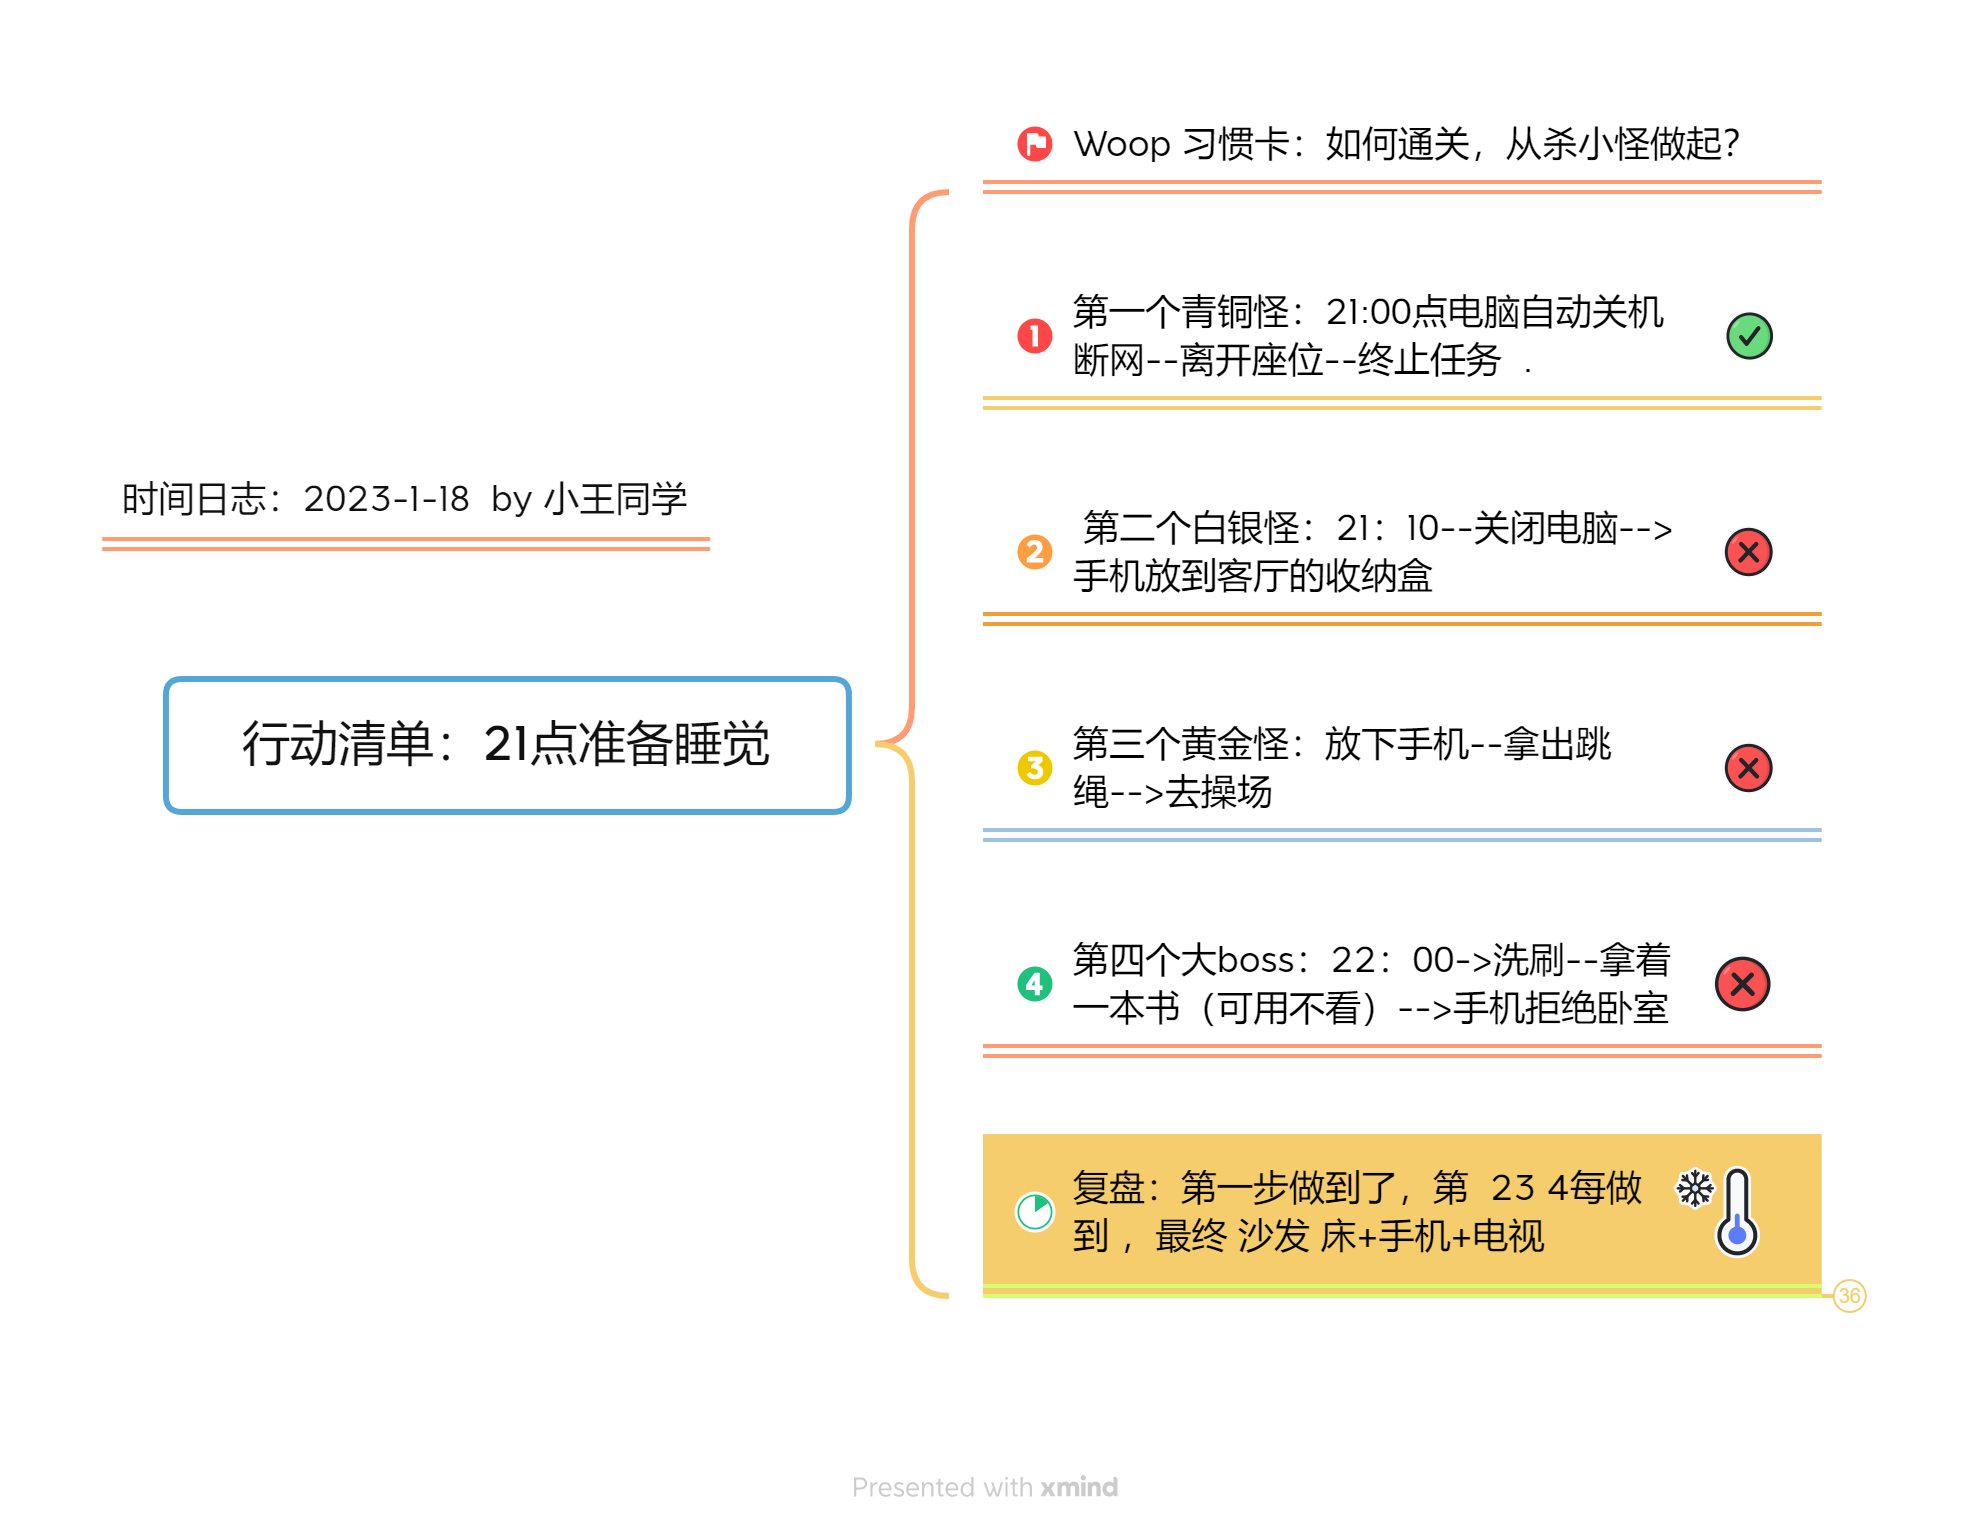 时间日志：2023-1-18 by 小王同学
行动清单：21点准备睡觉
Woop 习惯卡：如何通关，从杀小怪做起？
1
第一个青铜怪：21:00点电脑自动关机
断网--离开座位--终止任务 .
2
第二个白银怪：21：10--关闭电脑-->
手机放到客厅的收纳盒
3
第三个黄金怪：放下手机--拿出跳
绳-->去操场
4
第四个大boss：22：00->洗刷--拿着
一本书（可用不看）-->手机拒绝卧室
复盘：第一步做到了，第 23 4每做
到 ，最终 沙发 床+手机+电视
36
Presented with xmind